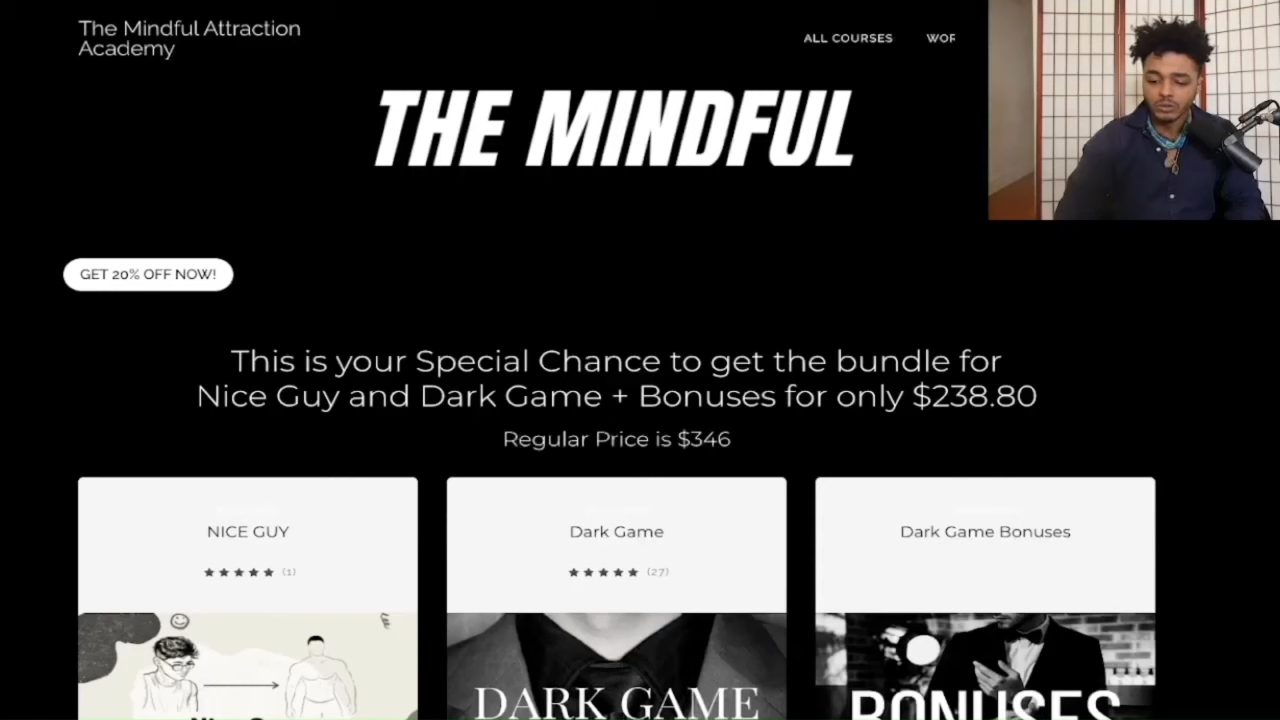 The Mindful Attraction
Academy
ALL COURSES
THE MINDFUL
GET 20% OFF NOW!
This is your Special Chance to get the bundle for
Nice Guy and Dark Game + Bonuses for only $238.80
Regular Price is $346
NICE GUY
(1)
Dark Game
(27)
Dark Game Bonuses
DARK GAME
BONUSES